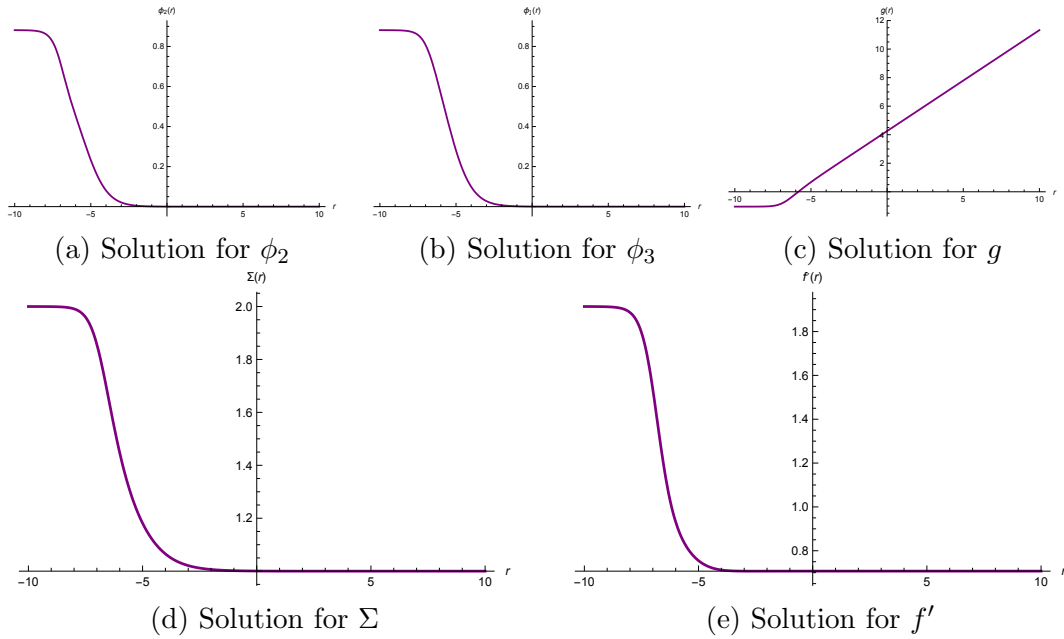 ϕ₂(r)
0.8
0.6
0.4
0.2
-10 -5 5 10 r
(a) Solution for ϕ₂
ϕ₁(r)
0.8
0.6
0.4
0.2
-10 -5 5 10 r
(b) Solution for ϕ₃
g(r)
12
10
8
6
4
2
-10 -5 5 10 r
(c) Solution for g
Σ(r)
2.0
1.8
1.6
1.4
1.2
-10 -5 5 10 r
(d) Solution for Σ
f'(r)
1.8
1.6
1.4
1.2
1.0
0.8
-10 -5 5 10 r
(e) Solution for f′